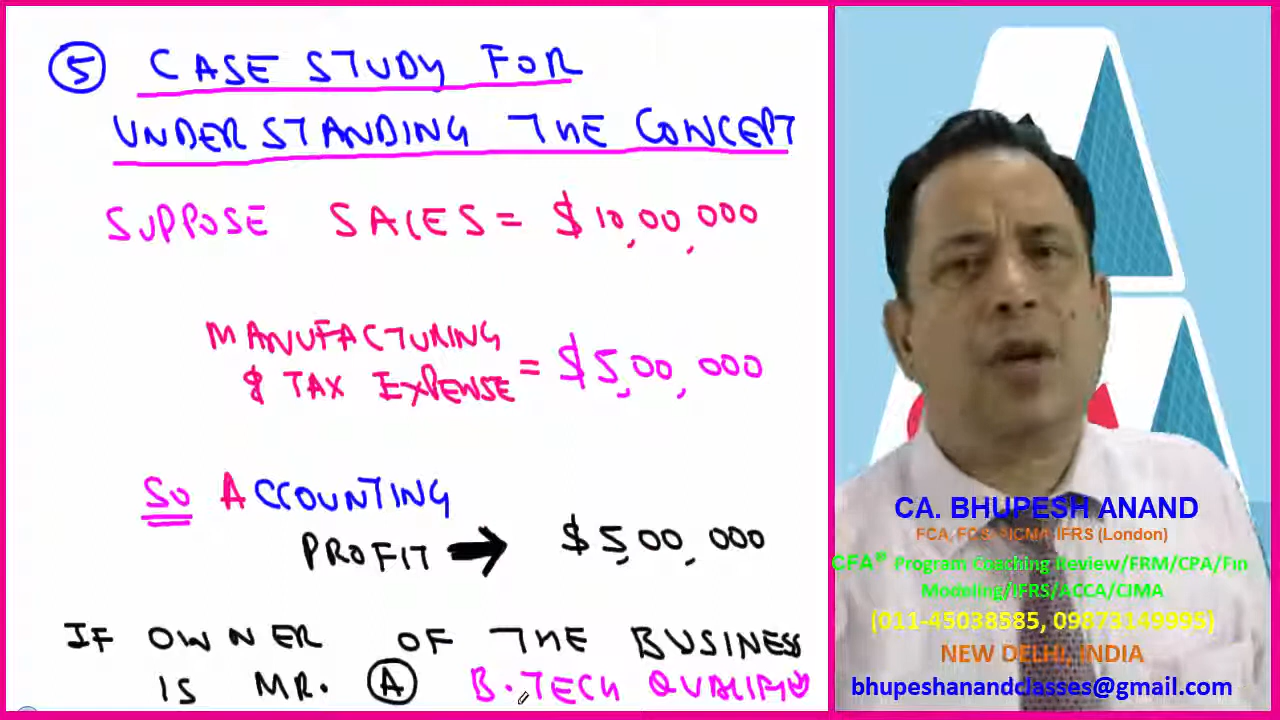 5 CASE STUDY FOR
UNDERSTANDING THE CONCEPT
SUPPOSE SALES = $10,00,000
MANUFACTURING
& TAX EXPENSE = $5,00,000
SO ACCOUNTING
PROFIT → $5,00,000
IF OWNER OF THE BUSINESS
IS MR. A B.TECH QUALIFIED
CA. BHUPESH ANAND
FCA, FCS, AICMA, IFRS (London)
CFA® Program Coaching Review/FRM/CPA/Fin
Modeling/IFRS/ACCA/CIMA
(011-45038585, 09873149995)
NEW DELHI, INDIA
bhupeshanandclasses@gmail.com